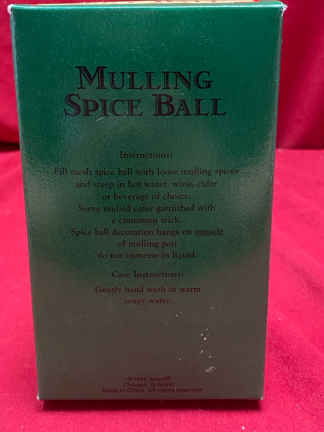 MULLING
SPICE BALL
Instructions:
Fill mesh spice ball with loose mulling spices
and steep in hot water, wine, cider
or beverage of choice.
Serve mulled cider garnished with
a cinnamon stick.
Spice ball decoration hangs on outside
of mulling pot;
do not immerse in liquid.
Care Instructions:
Gently hand wash in warm
soapy water.